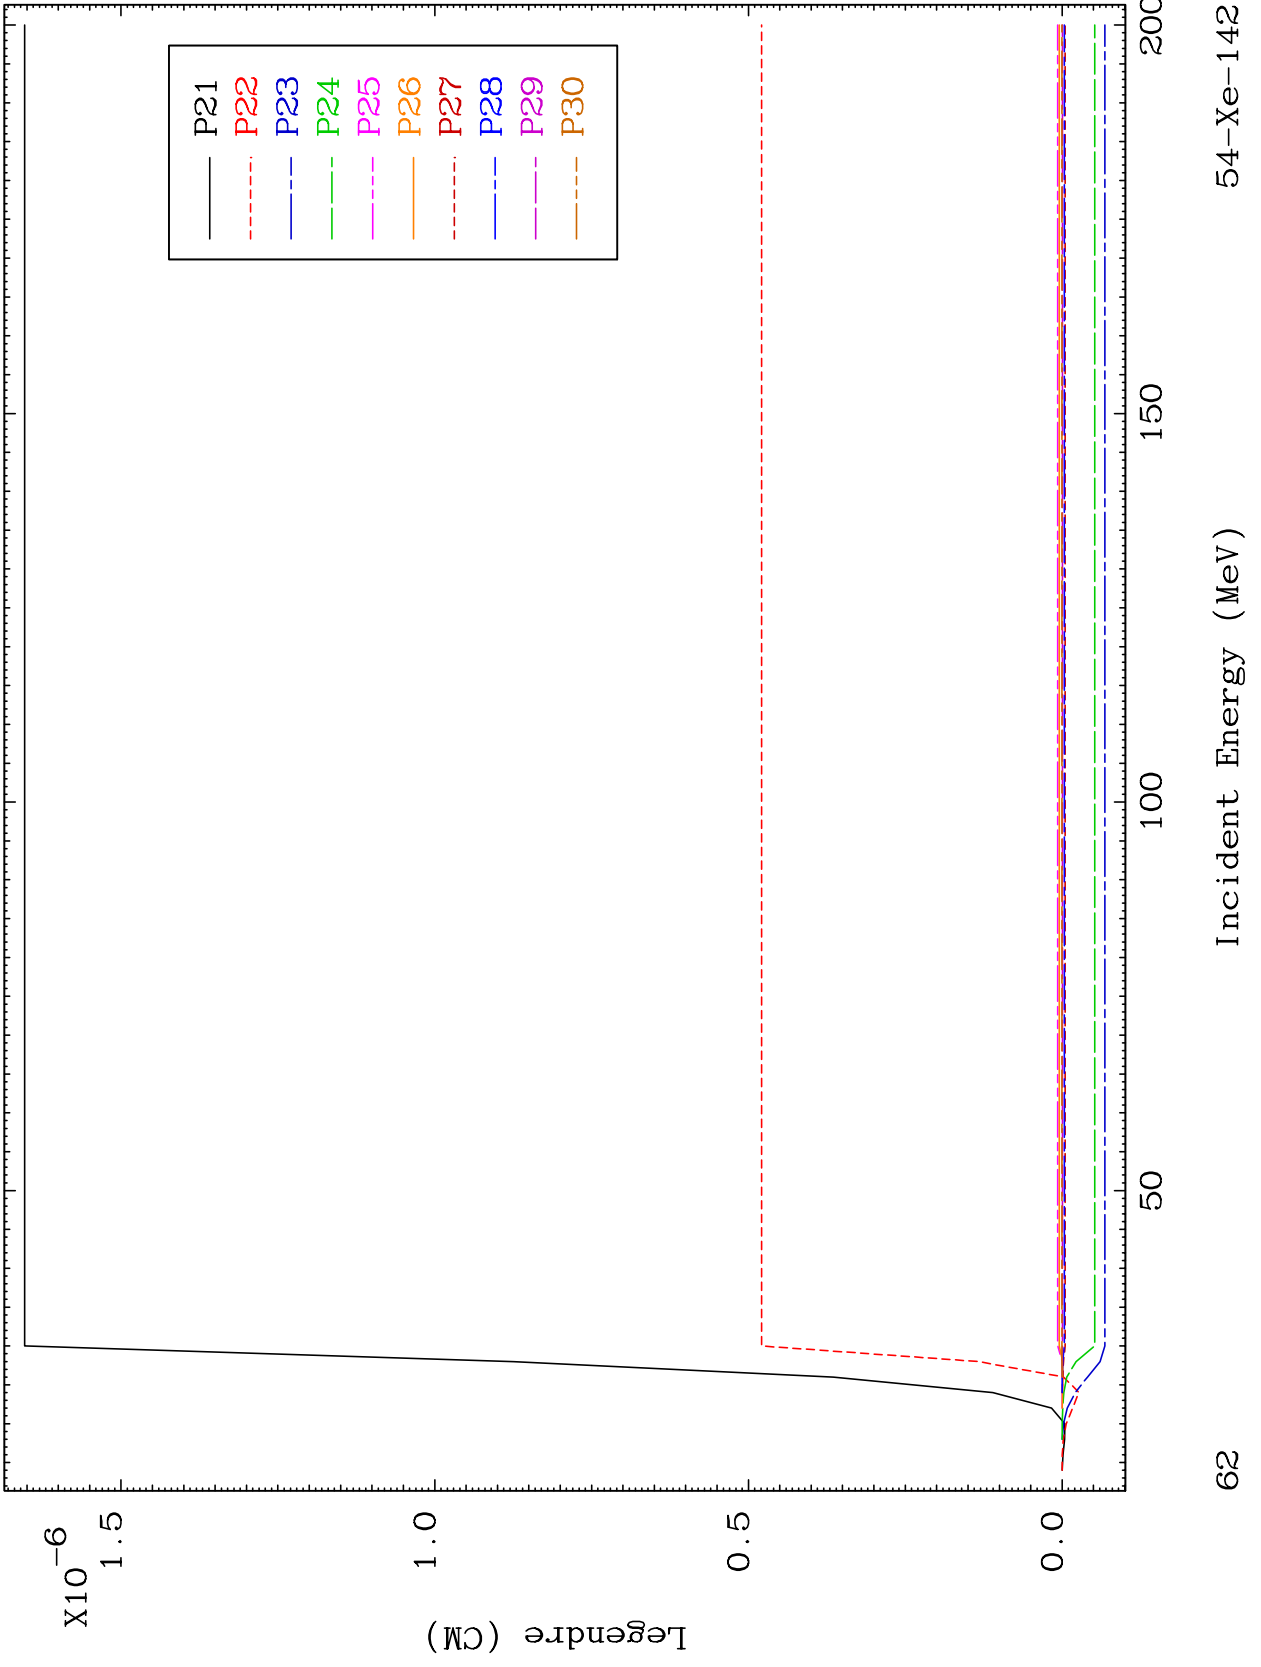 X10^-6
1.5
1.0
0.5
0.0
Legendre (CM)
P21
P22
P23
P24
P25
P26
P27
P28
P29
P30
50
100
150
200
Incident Energy (MeV)
62
54-Xe-142